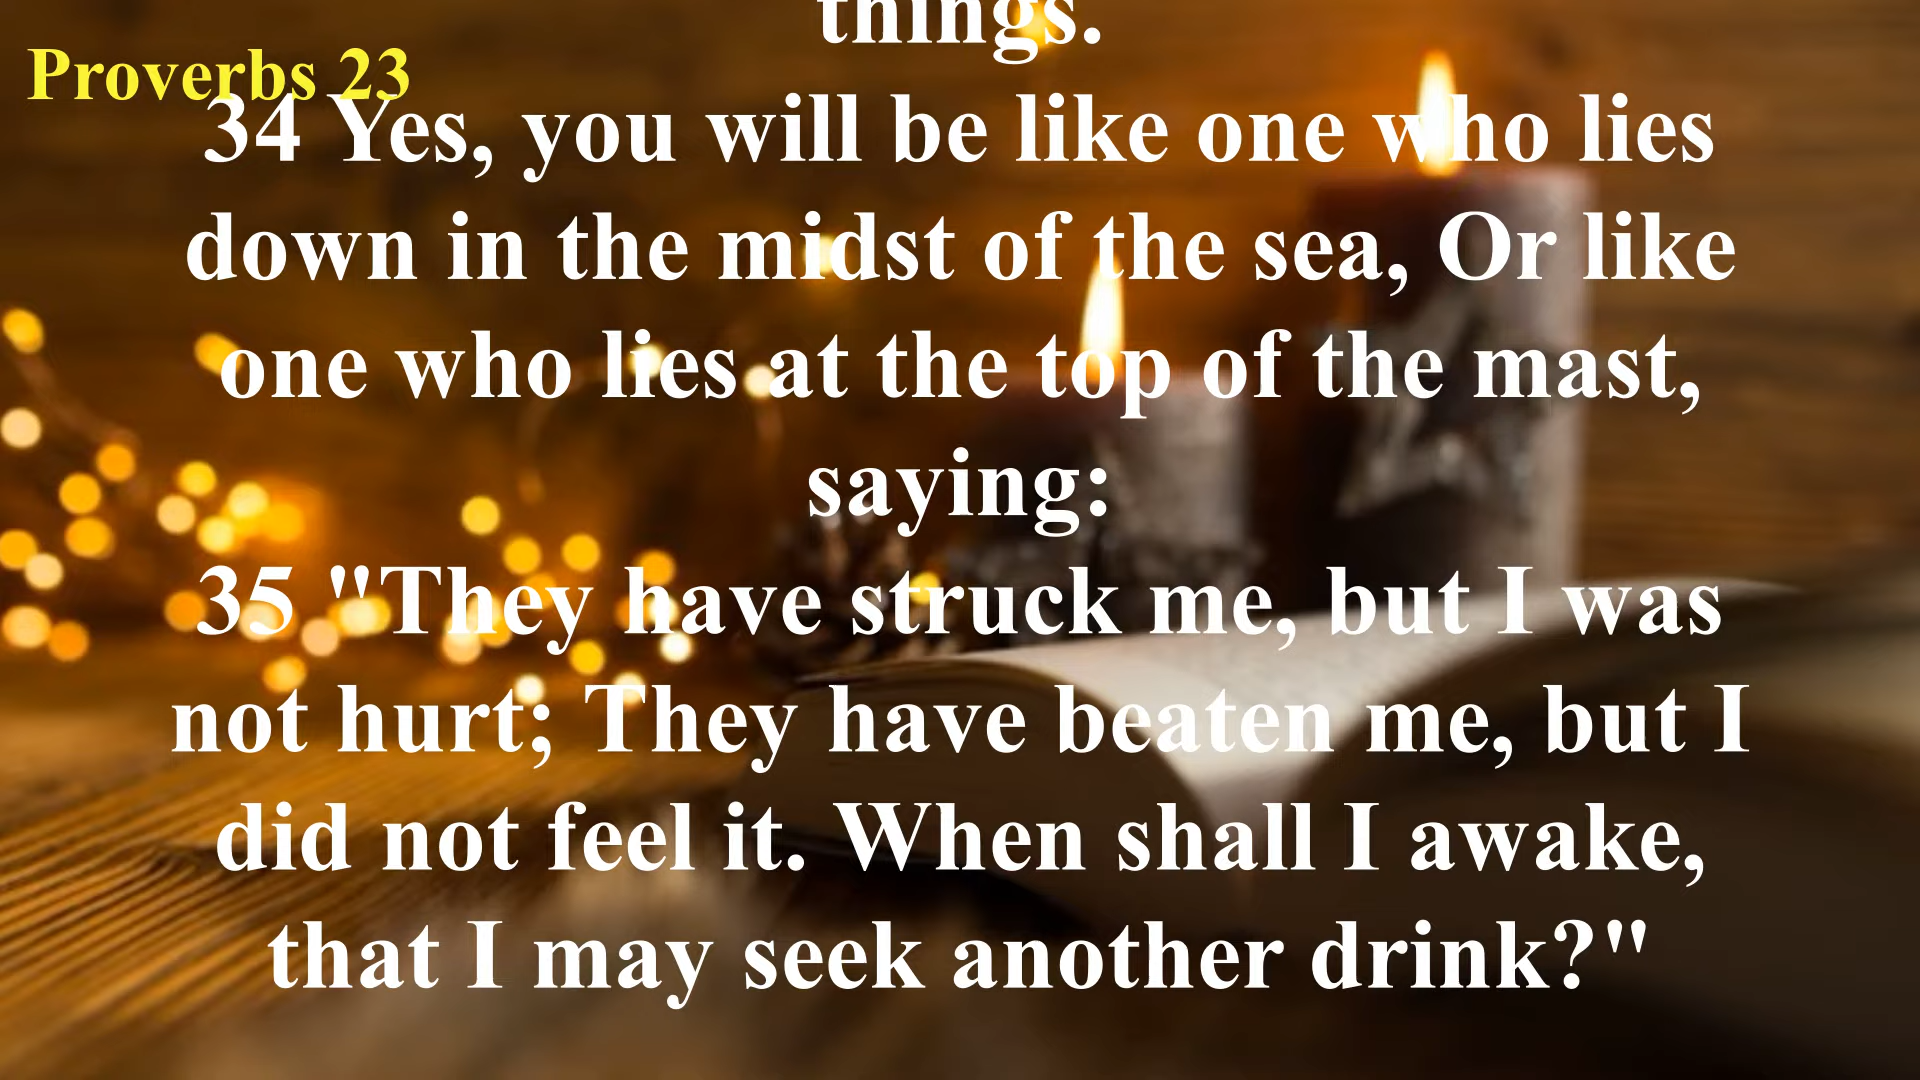 things.
Proverbs 23
34 Yes, you will be like one who lies
down in the midst of the sea, Or like
one who lies at the top of the mast,
saying:
35 "They have struck me, but I was
not hurt; They have beaten me, but I
did not feel it. When shall I awake,
that I may seek another drink?"